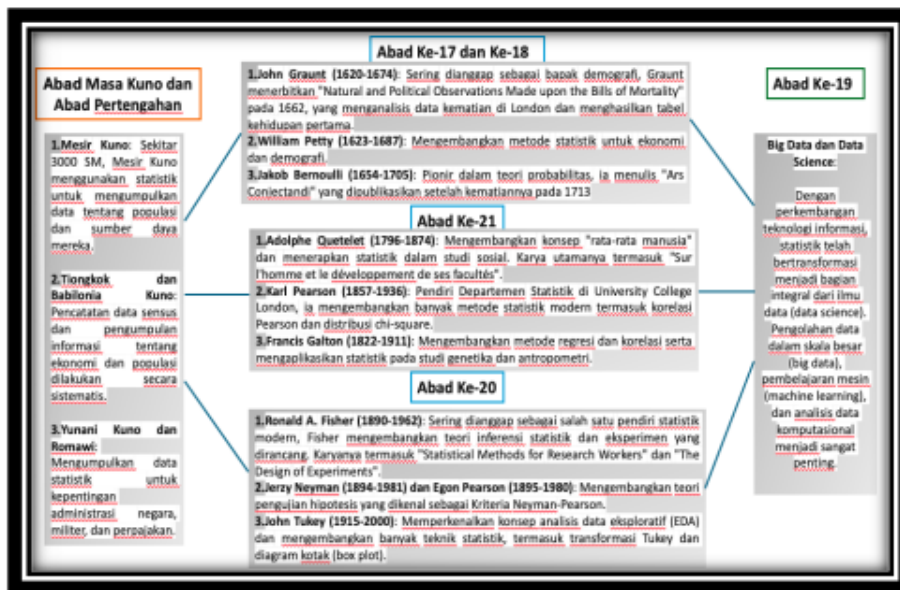 Abad Masa Kuno dan
Abad Pertengahan
1.Mesir Kuno: Sekitar
3000 SM, Mesir Kuno
menggunakan statistik
untuk mengumpulkan
data tentang populasi
dan sumber daya
mereka.
2.Tiongkok dan
Babilonia Kuno:
Pencatatan data sensus
dan pengumpulan
informasi tentang
ekonomi dan populasi
dilakukan secara
sistematis.
3.Yunani Kuno dan
Romawi:
Mengumpulkan data
statistik untuk
kepentingan
administrasi negara,
militer, dan perpajakan.
Abad Ke-17 dan Ke-18
1.John Graunt (1620-1674): Sering dianggap sebagai bapak demografi, Graunt
menerbitkan "Natural and Political Observations Made upon the Bills of Mortality"
pada 1662, yang menganalisis data kematian di London dan menghasilkan tabel
kehidupan pertama.
2.William Petty (1623-1687): Mengembangkan metode statistik untuk ekonomi
dan demografi.
3.Jakob Bernoulli (1654-1705): Pionir dalam teori probabilitas, ia menulis "Ars
Conjectandi" yang dipublikasikan setelah kematiannya pada 1713
Abad Ke-21
1.Adolphe Quetelet (1796-1874): Mengembangkan konsep "rata-rata manusia"
dan menerapkan statistik dalam studi sosial. Karya utamanya termasuk "Sur
l'homme et le développement de ses facultés".
2.Karl Pearson (1857-1936): Pendiri Departemen Statistik di University College
London, ia mengembangkan banyak metode statistik modern termasuk korelasi
Pearson dan distribusi chi-square.
3.Francis Galton (1822-1911): Mengembangkan metode regresi dan korelasi serta
mengaplikasikan statistik pada studi genetika dan antropometri.
Abad Ke-20
1.Ronald A. Fisher (1890-1962): Sering dianggap sebagai salah satu pendiri statistik
modern, Fisher mengembangkan teori inferensi statistik dan eksperimen yang
dirancang. Karyanya termasuk "Statistical Methods for Research Workers" dan "The
Design of Experiments".
2.Jerzy Neyman (1894-1981) dan Egon Pearson (1895-1980): Mengembangkan teori
pengujian hipotesis yang dikenal sebagai Kriteria Neyman-Pearson.
3.John Tukey (1915-2000): Memperkenalkan konsep analisis data eksploratif (EDA)
dan mengembangkan banyak teknik statistik, termasuk transformasi Tukey dan
diagram kotak (box plot).
Abad Ke-19
Big Data dan Data
Science:
Dengan
perkembangan
teknologi informasi,
statistik telah
bertransformasi
menjadi bagian
integral dari ilmu
data (data science).
Pengolahan data
dalam skala besar
(big data),
pembelajaran mesin
(machine learning),
dan analisis data
komputasional
menjadi sangat
penting.